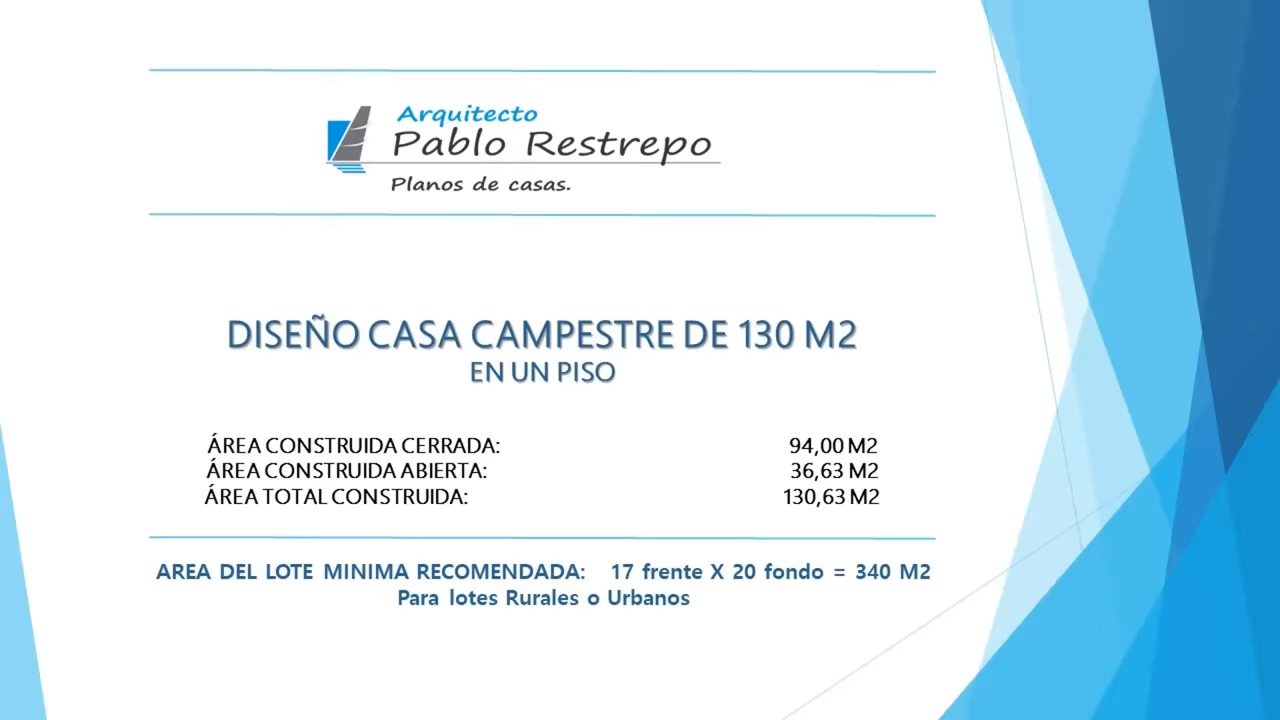 Arquitecto
Pablo Restrepo
Planos de casas.
DISEÑO CASA CAMPESTRE DE 130 M2
EN UN PISO
ÁREA CONSTRUIDA CERRADA: 94,00 M2
ÁREA CONSTRUIDA ABIERTA: 36,63 M2
ÁREA TOTAL CONSTRUIDA: 130,63 M2
AREA DEL LOTE MINIMA RECOMENDADA: 17 frente X 20 fondo = 340 M2
Para lotes Rurales o Urbanos